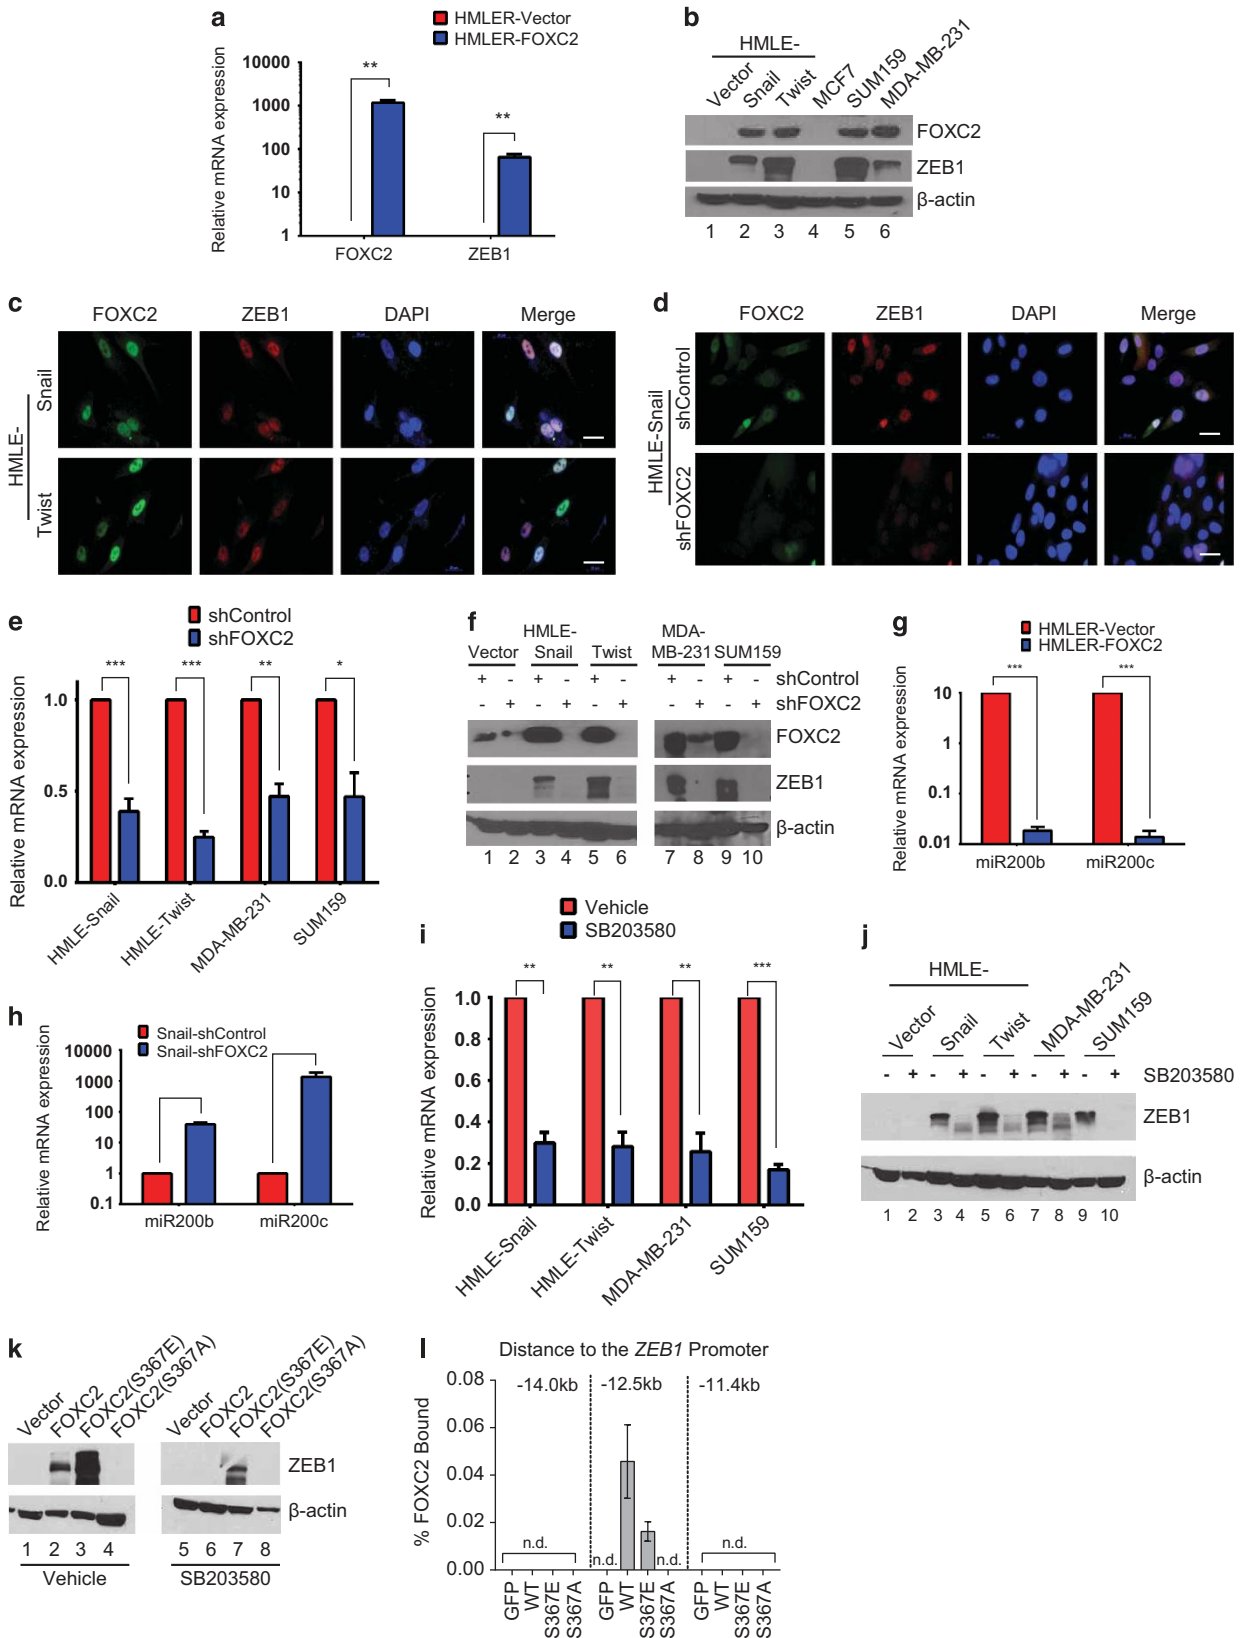 a
HMLER-Vector
HMLER-FOXC2
Relative mRNA expression
10000
1000
100
10
1
**
**
FOXC2
ZEB1
b
HMLE-
Vector
Snail
Twist
MCF7
SUM159
MDA-MB-231
FOXC2
ZEB1
β-actin
1 2 3 4 5 6
c
FOXC2 ZEB1 DAPI Merge
HMLE-
Snail
Twist
d
FOXC2 ZEB1 DAPI Merge
HMLE-Snail
shControl
shFOXC2
e
shControl
shFOXC2
Relative mRNA expression
1.0
0.5
0.0
*** *** ** *
HMLE-Snail
HMLE-Twist
MDA-MB-231
SUM159
f
HMLE-
Vector Snail Twist
MDA-
MB-231 SUM159
+ - + - + - + - + - shControl
- + - + - + - + - + shFOXC2
FOXC2
ZEB1
β-actin
1 2 3 4 5 6 7 8 9 10
g
HMLER-Vector
HMLER-FOXC2
Relative mRNA expression
10
1
0.1
0.01
*** ***
miR200b miR200c
h
Snail-shControl
Snail-shFOXC2
Relative mRNA expression
10000
1000
100
10
1
0.1
miR200b miR200c
i
Vehicle
SB203580
Relative mRNA expression
1.0
0.8
0.6
0.4
0.2
0.0
** ** ** ***
HMLE-Snail
HMLE-Twist
MDA-MB-231
SUM159
j
HMLE-
Vector
Snail
Twist
MDA-MB-231
SUM159
- + - + - + - + - + SB203580
ZEB1
β-actin
1 2 3 4 5 6 7 8 9 10
k
Vector
FOXC2
FOXC2(S367E)
FOXC2(S367A)
Vector
FOXC2
FOXC2(S367E)
FOXC2(S367A)
ZEB1
β-actin
1 2 3 4 5 6 7 8
Vehicle SB203580
l
Distance to the ZEB1 Promoter
% FOXC2 Bound
0.08
0.06
0.04
0.02
0.00
-14.0kb -12.5kb -11.4kb
n.d. n.d. n.d. n.d.
GFP WT S367E S367A GFP WT S367E S367A GFP WT S367E S367A